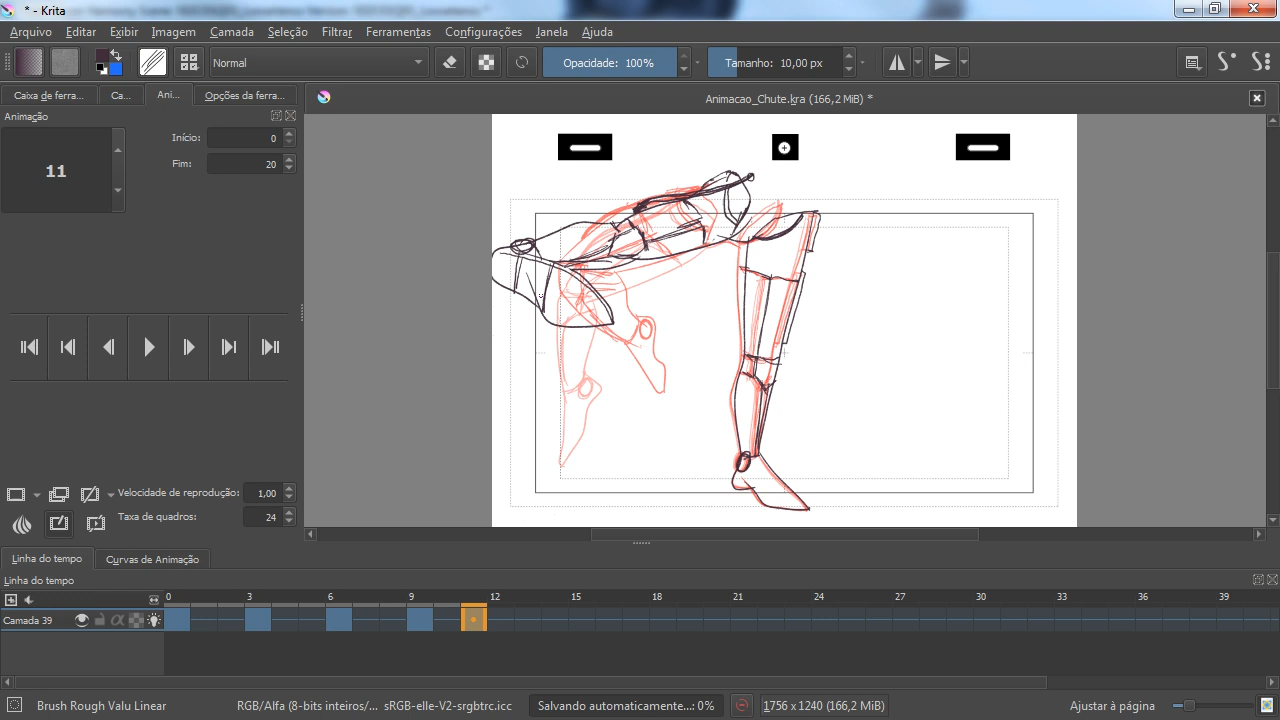 * - Krita
Arquivo Editar Exibir Imagem Camada Seleção Filtrar Ferramentas Configurações Janela Ajuda
Normal Opacidade: 100% Tamanho: 10,00 px
Caixa de ferra... Ca... Ani... Opções da ferra...
Animacao_Chute.kra (166,2 MiB) *
Animação
11
Início: 0
Fim: 20
Velocidade de reprodução: 1,00
Taxa de quadros: 24
Linha do tempo Curvas de Animação
Linha do tempo
0 3 6 9 12 15 18 21 24 27 30 33 36 39
Camada 39
Brush Rough Valu Linear RGB/Alfa (8-bits inteiros/... sRGB-elle-V2-srgbtrc.icc Salvando automaticamente...: 0% 1756 x 1240 (166,2 MiB) Ajustar à página